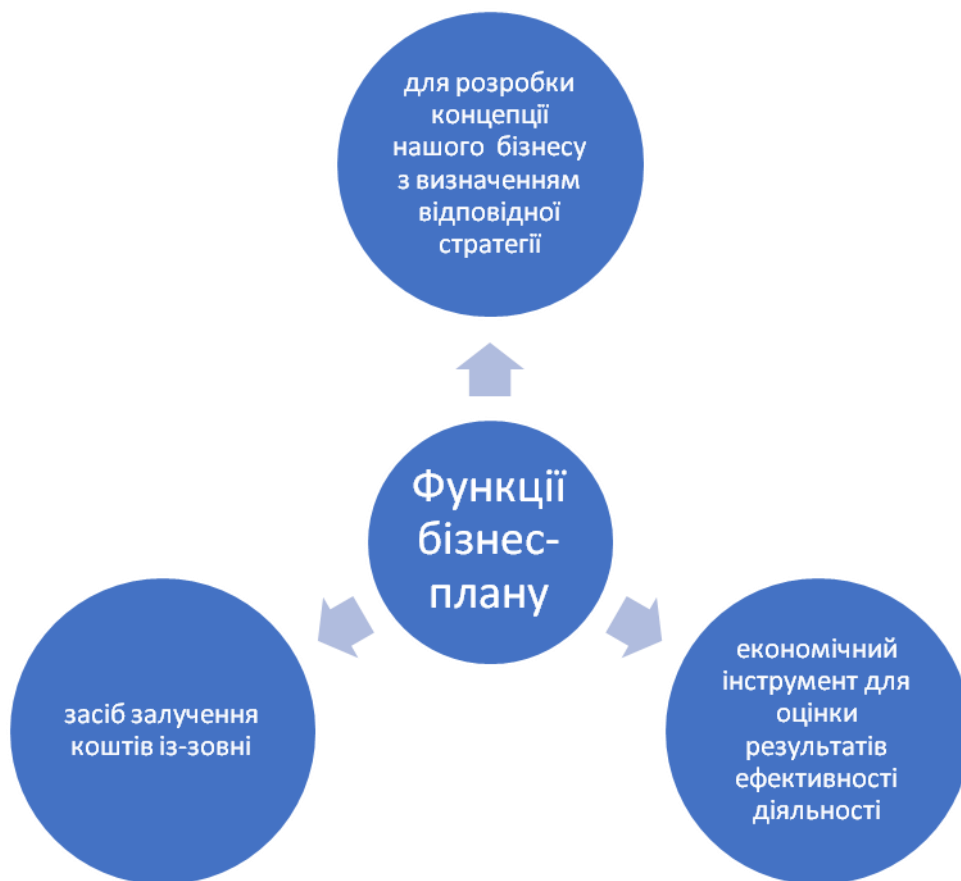 для розробки
концепції
нашого бізнесу
з визначенням
відповідної
стратегії
Функції
бізнес-
плану
засіб залучення
коштів із-зовні
економічний
інструмент для
оцінки
результатів
ефективності
діяльності